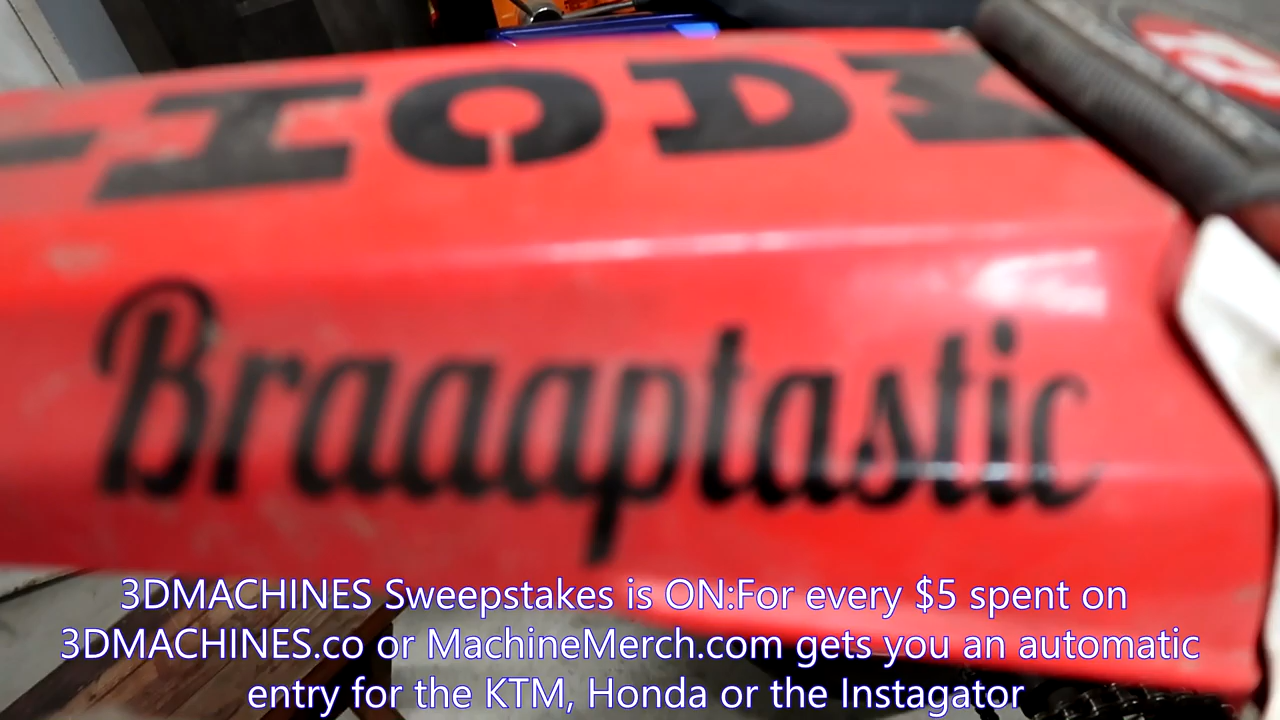 Braaaptastic
3DMACHINES Sweepstakes is ON:For every $5 spent on
3DMACHINES.co or MachineMerch.com gets you an automatic
entry for the KTM, Honda or the Instagator